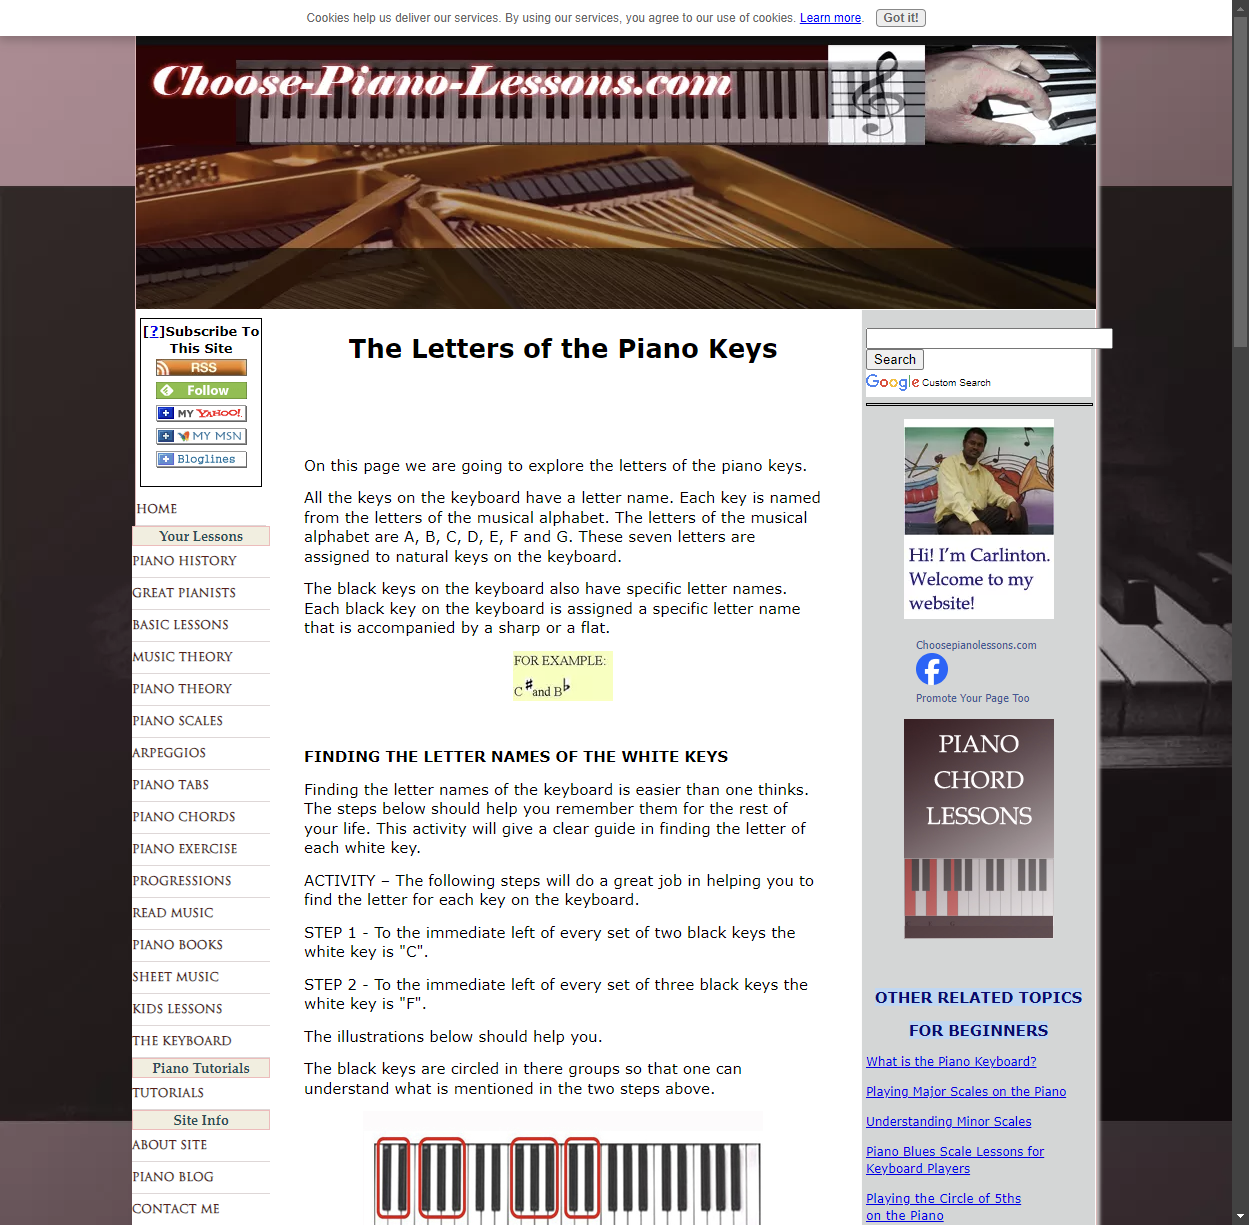 Cookies help us deliver our services. By using our services, you agree to our use of cookies. Learn more. Got it!
Choose-Piano-Lessons.com
[?]Subscribe To
This Site
RSS
Follow
MY YAHOO!
MY MSN
Bloglines
HOME
Your Lessons
PIANO HISTORY
GREAT PIANISTS
BASIC LESSONS
MUSIC THEORY
PIANO THEORY
PIANO SCALES
ARPEGGIOS
PIANO TABS
PIANO CHORDS
PIANO EXERCISE
PROGRESSIONS
READ MUSIC
PIANO BOOKS
SHEET MUSIC
KIDS LESSONS
THE KEYBOARD
Piano Tutorials
TUTORIALS
Site Info
ABOUT SITE
PIANO BLOG
CONTACT ME
The Letters of the Piano Keys
On this page we are going to explore the letters of the piano keys.
All the keys on the keyboard have a letter name. Each key is named
from the letters of the musical alphabet. The letters of the musical
alphabet are A, B, C, D, E, F and G. These seven letters are
assigned to natural keys on the keyboard.
The black keys on the keyboard also have specific letter names.
Each black key on the keyboard is assigned a specific letter name
that is accompanied by a sharp or a flat.
FOR EXAMPLE:
C♯and B♭
FINDING THE LETTER NAMES OF THE WHITE KEYS
Finding the letter names of the keyboard is easier than one thinks.
The steps below should help you remember them for the rest of
your life. This activity will give a clear guide in finding the letter of
each white key.
ACTIVITY – The following steps will do a great job in helping you to
find the letter for each key on the keyboard.
STEP 1 - To the immediate left of every set of two black keys the
white key is "C".
STEP 2 - To the immediate left of every set of three black keys the
white key is "F".
The illustrations below should help you.
The black keys are circled in there groups so that one can
understand what is mentioned in the two steps above.
Search
Google Custom Search
Hi! I'm Carlinton.
Welcome to my
website!
Choosepianolessons.com
Promote Your Page Too
PIANO
CHORD
LESSONS
OTHER RELATED TOPICS
FOR BEGINNERS
What is the Piano Keyboard?
Playing Major Scales on the Piano
Understanding Minor Scales
Piano Blues Scale Lessons for
Keyboard Players
Playing the Circle of 5ths
on the Piano